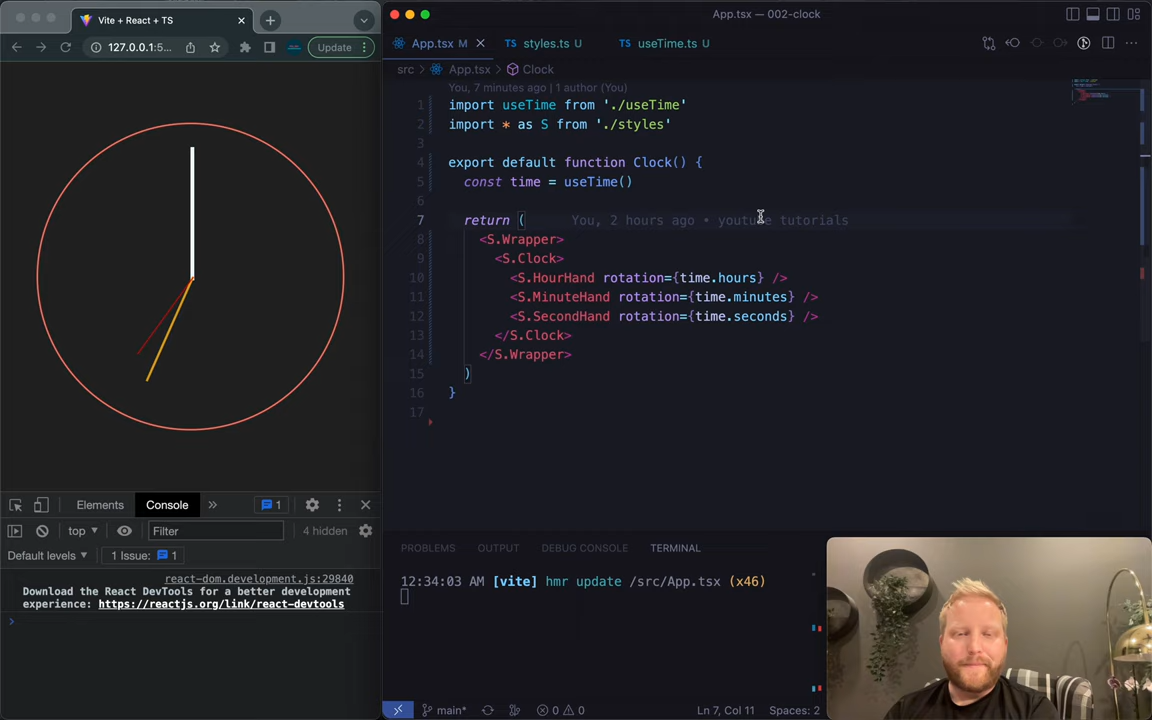 Vite + React + TS
127.0.0.1:5...
Update
Elements
Console
1
top
Filter
4 hidden
Default levels
1 Issue:
1
react-dom.development.js:29840
Download the React DevTools for a better development
experience: https://reactjs.org/link/react-devtools
App.tsx — 002-clock
App.tsx M
styles.ts U
useTime.ts U
src > App.tsx > Clock
You, 7 minutes ago | 1 author (You)
1 import useTime from './useTime'
2 import * as S from './styles'
3
4 export default function Clock() {
5 const time = useTime()
6
7 return ( You, 2 hours ago • youtube tutorials
8 <S.Wrapper>
9 <S.Clock>
10 <S.HourHand rotation={time.hours} />
11 <S.MinuteHand rotation={time.minutes} />
12 <S.SecondHand rotation={time.seconds} />
13 </S.Clock>
14 </S.Wrapper>
15 )
16 }
17
PROBLEMS OUTPUT DEBUG CONSOLE TERMINAL
12:34:03 AM [vite] hmr update /src/App.tsx (x46)
main*
0 0
Ln 7, Col 11
Spaces: 2